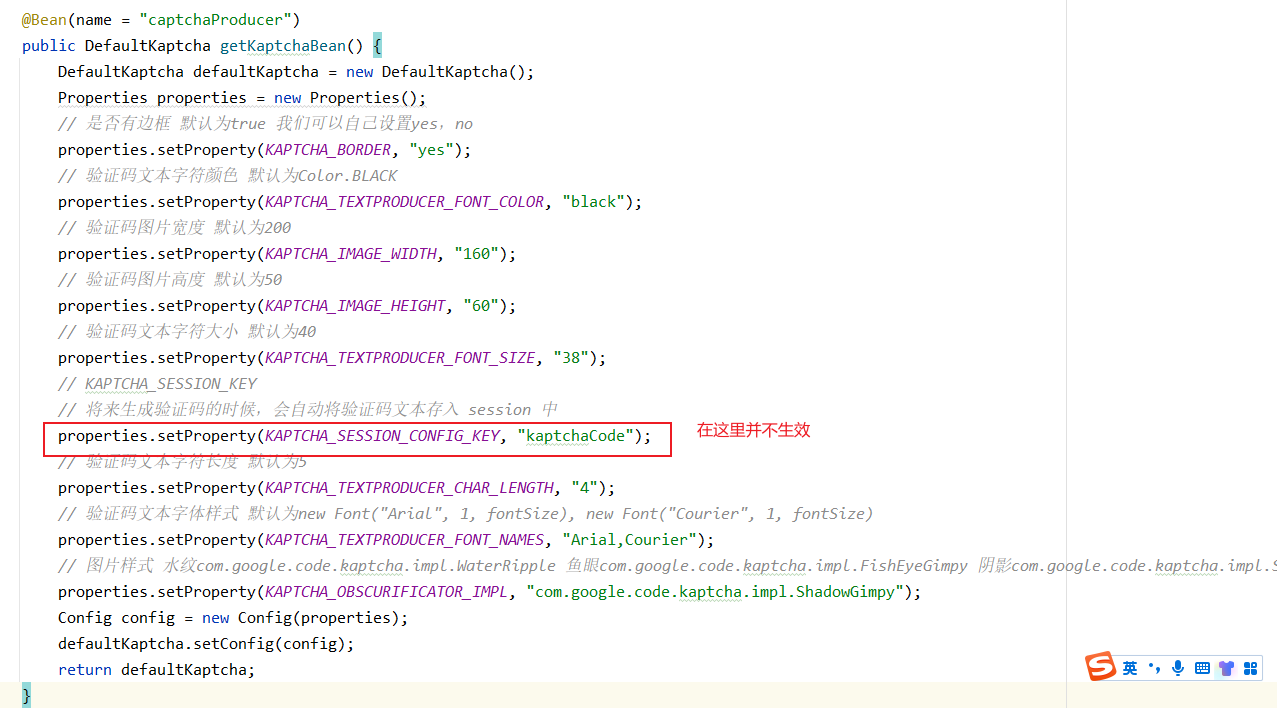 @Bean(name = "captchaProducer")
public DefaultKaptcha getKaptchaBean() {
DefaultKaptcha defaultKaptcha = new DefaultKaptcha();
Properties properties = new Properties();
// 是否有边框 默认为true 我们可以自己设置yes，no
properties.setProperty(KAPTCHA_BORDER, "yes");
// 验证码文本字符颜色 默认为Color.BLACK
properties.setProperty(KAPTCHA_TEXTPRODUCER_FONT_COLOR, "black");
// 验证码图片宽度 默认为200
properties.setProperty(KAPTCHA_IMAGE_WIDTH, "160");
// 验证码图片高度 默认为50
properties.setProperty(KAPTCHA_IMAGE_HEIGHT, "60");
// 验证码文本字符大小 默认为40
properties.setProperty(KAPTCHA_TEXTPRODUCER_FONT_SIZE, "38");
// KAPTCHA_SESSION_KEY
// 将来生成验证码的时候，会自动将验证码文本存入 session 中
properties.setProperty(KAPTCHA_SESSION_CONFIG_KEY, "kaptchaCode"); 在这里并不生效
// 验证码文本字符长度 默认为5
properties.setProperty(KAPTCHA_TEXTPRODUCER_CHAR_LENGTH, "4");
// 验证码文本字体样式 默认为new Font("Arial", 1, fontSize), new Font("Courier", 1, fontSize)
properties.setProperty(KAPTCHA_TEXTPRODUCER_FONT_NAMES, "Arial,Courier");
// 图片样式 水纹com.google.code.kaptcha.impl.WaterRipple 鱼眼com.google.code.kaptcha.impl.FishEyeGimpy 阴影com.google.code.kaptcha.impl.S
properties.setProperty(KAPTCHA_OBSCURIFICATOR_IMPL, "com.google.code.kaptcha.impl.ShadowGimpy");
Config config = new Config(properties);
defaultKaptcha.setConfig(config);
return defaultKaptcha;
}
英